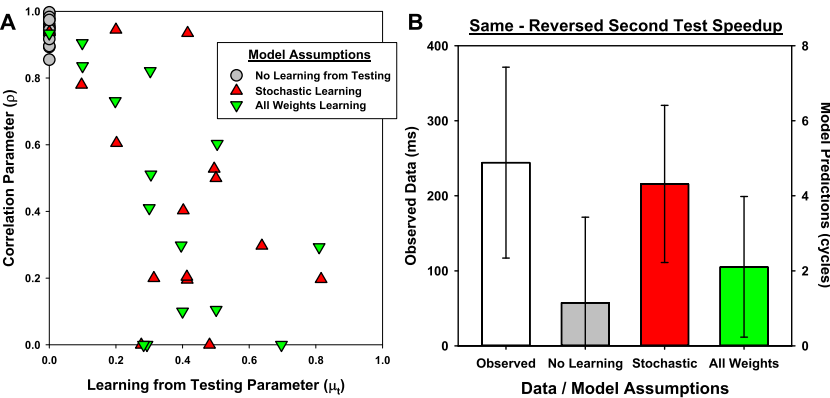 A
1.0
0.8
0.6
0.4
0.2
0.0
0.0 0.2 0.4 0.6 0.8 1.0
Correlation Parameter (ρ)
Learning from Testing Parameter (μt)
Model Assumptions
No Learning from Testing
Stochastic Learning
All Weights Learning
B
Same - Reversed Second Test Speedup
400
300
200
100
0
Observed Data (ms)
8
6
4
2
0
Model Predictions (cycles)
Observed No Learning Stochastic All Weights
Data / Model Assumptions